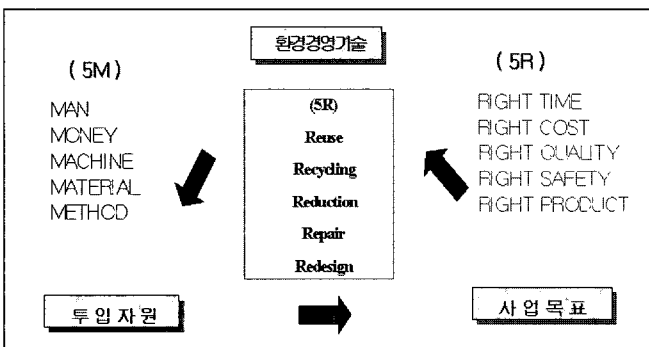 환경경영기술
(5M)
MAN
MONEY
MACHINE
MATERIAL
METHOD
(5R)
Reuse
Recycling
Reduction
Repair
Redesign
(5R)
RIGHT TIME
RIGHT COST
RIGHT QUALITY
RIGHT SAFETY
RIGHT PRODUCT
투입자원
사업목표